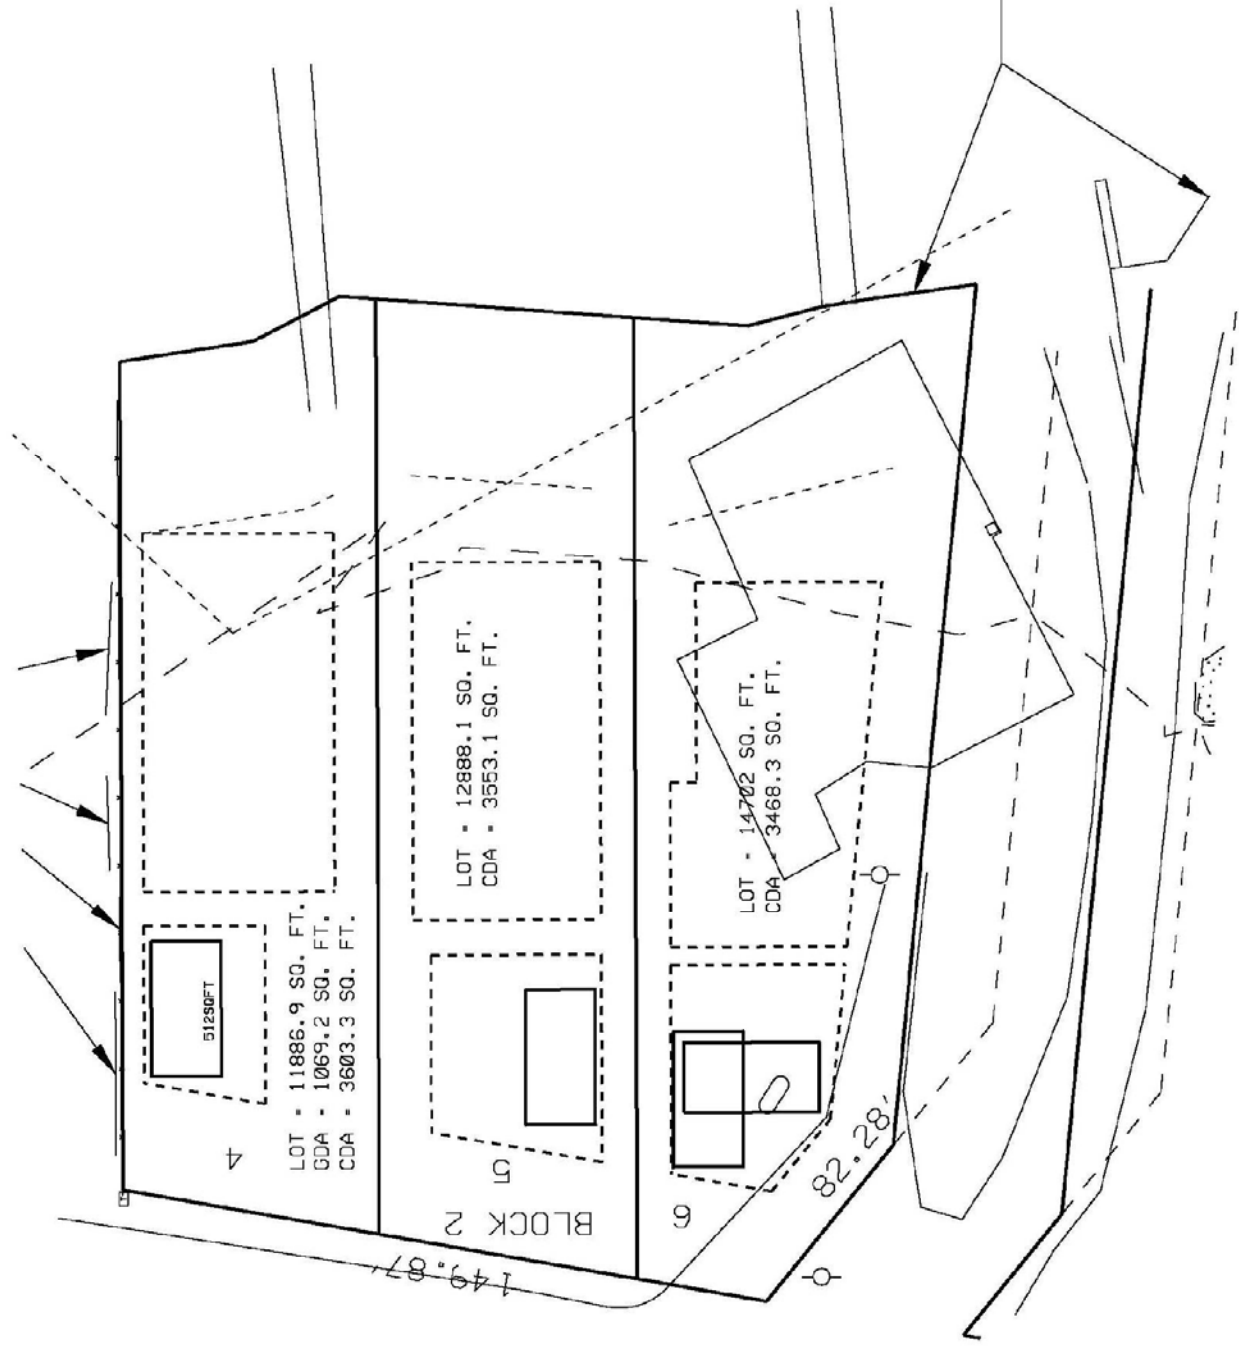 LOT - 11886.9 SQ. FT.
GDA - 1069.2 SQ. FT.
CDA - 3603.3 SQ. FT.
512SQFT
4
LOT - 12888.1 SQ. FT.
CDA - 3553.1 SQ. FT.
5
BLOCK 2
LOT - 14702 SQ. FT.
CDA - 3468.3 SQ. FT.
6
149.87'
82.28'